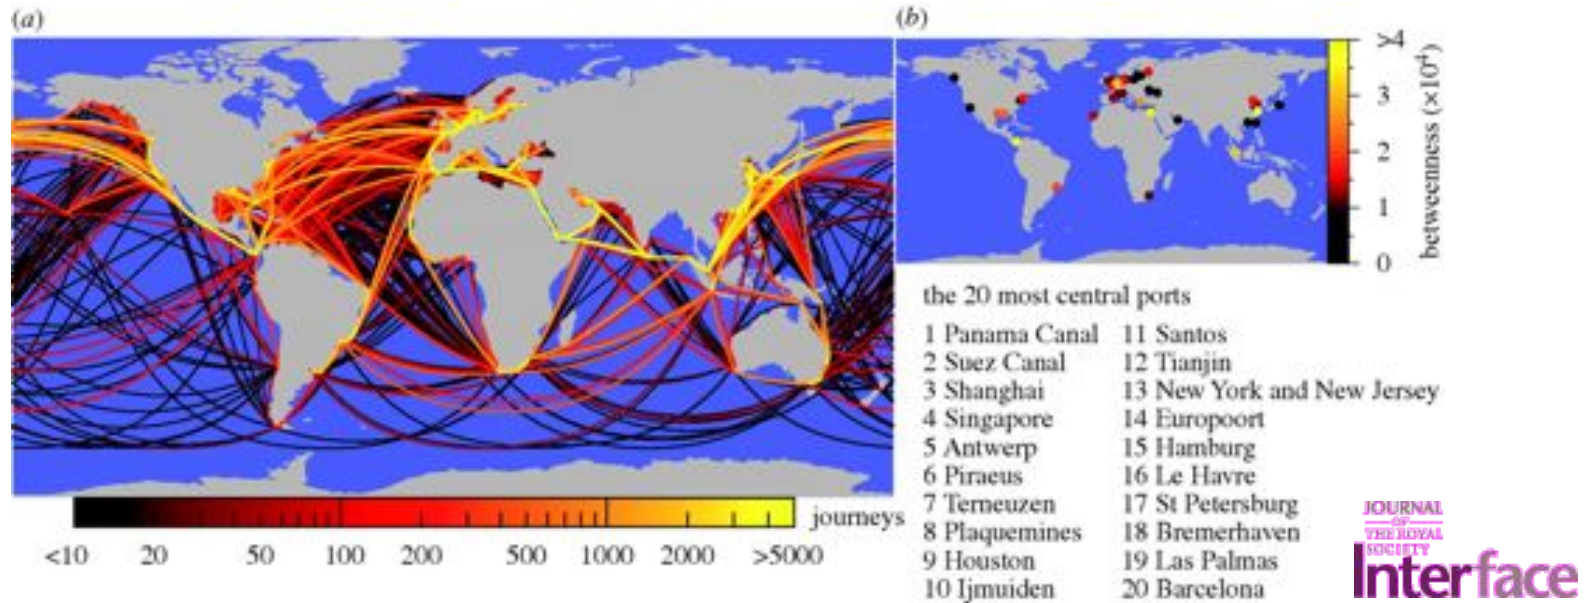 (a)
journeys
<10 20 50 100 200 500 1000 2000 >5000
(b)
>4
3
2
1
0
betweenness (×10⁴)
the 20 most central ports
1 Panama Canal
2 Suez Canal
3 Shanghai
4 Singapore
5 Antwerp
6 Piraeus
7 Terneuzen
8 Plaquemines
9 Houston
10 Ijmuiden
11 Santos
12 Tianjin
13 New York and New Jersey
14 Europoort
15 Hamburg
16 Le Havre
17 St Petersburg
18 Bremerhaven
19 Las Palmas
20 Barcelona
JOURNAL
OF
THE ROYAL
SOCIETY
Interface